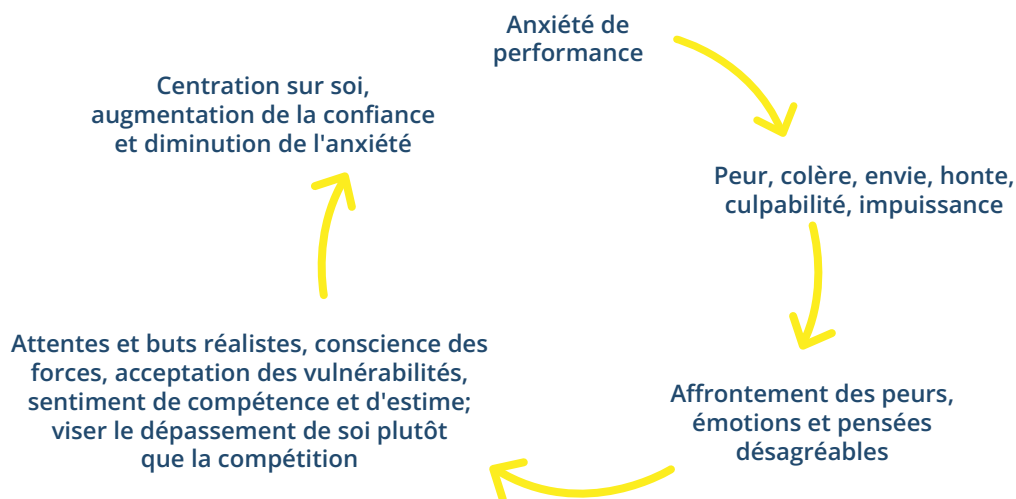 Anxiété de
performance
Peur, colère, envie, honte,
culpabilité, impuissance
Affrontement des peurs,
émotions et pensées
désagréables
Attentes et buts réalistes, conscience des
forces, acceptation des vulnérabilités,
sentiment de compétence et d'estime;
viser le dépassement de soi plutôt
que la compétition
Centration sur soi,
augmentation de la confiance
et diminution de l'anxiété